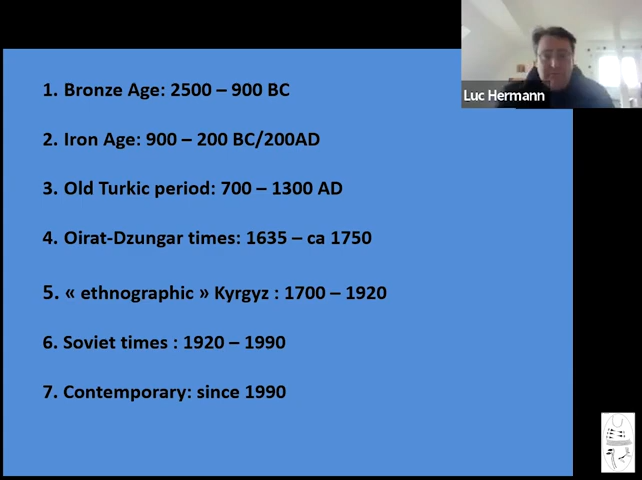 1. Bronze Age: 2500 – 900 BC
2. Iron Age: 900 – 200 BC/200AD
3. Old Turkic period: 700 – 1300 AD
4. Oirat-Dzungar times: 1635 – ca 1750
5. « ethnographic » Kyrgyz : 1700 – 1920
6. Soviet times : 1920 – 1990
7. Contemporary: since 1990
Luc Hermann